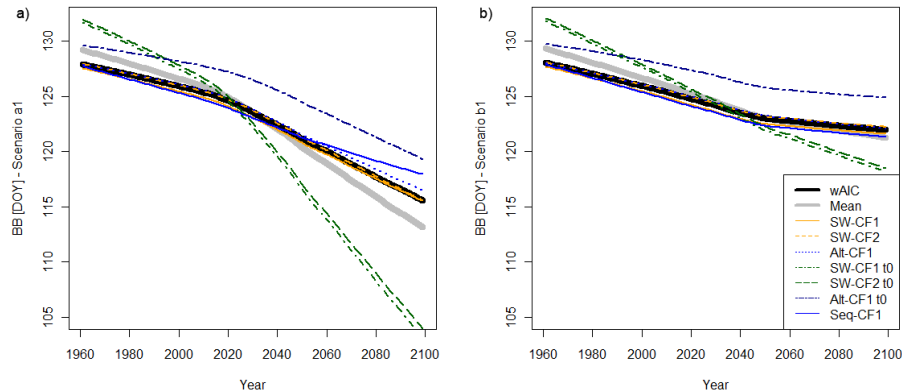 a)
BB [DOY] - Scenario a1
130
125
120
115
110
105
1960 1980 2000 2020 2040 2060 2080 2100
Year
b)
BB [DOY] - Scenario b1
130
125
120
115
110
105
1960 1980 2000 2020 2040 2060 2080 2100
Year
wAIC
Mean
SW-CF1
SW-CF2
Alt-CF1
SW-CF1 t0
SW-CF2 t0
Alt-CF1 t0
Seq-CF1